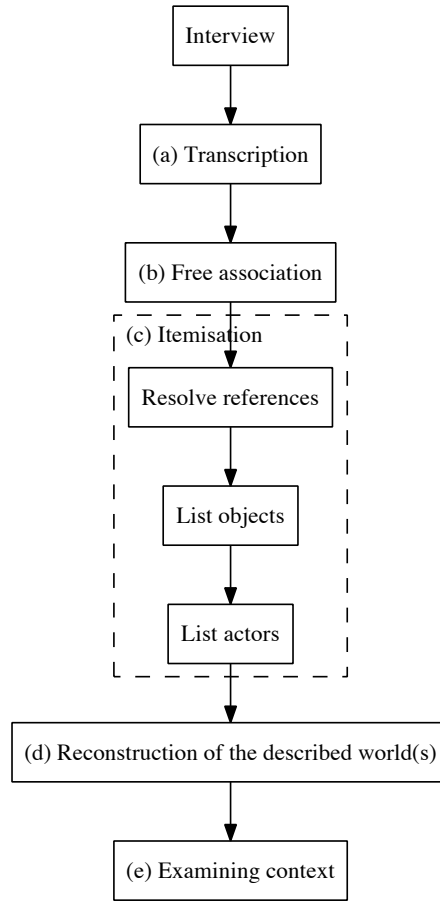 Interview
(a) Transcription
(b) Free association
(c) Itemisation
Resolve references
List objects
List actors
(d) Reconstruction of the described world(s)
(e) Examining context